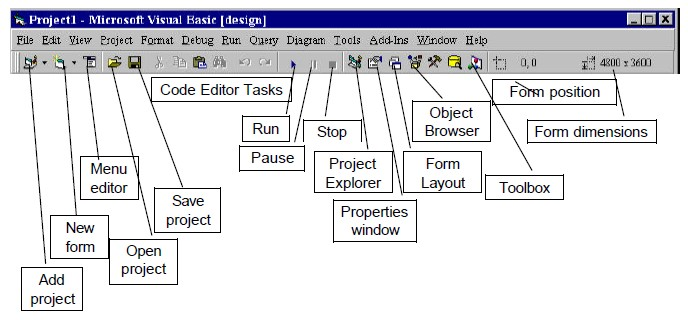 Project1 - Microsoft Visual Basic [design]
File Edit View Project Format Debug Run Query Diagram Tools Add-Ins Window Help
0, 0
4800 x 3600
Code Editor Tasks
Form position
Object
Browser
Run
Stop
Form dimensions
Pause
Menu
editor
Project
Explorer
Form
Layout
Toolbox
Save
project
Properties
window
New
form
Open
project
Add
project